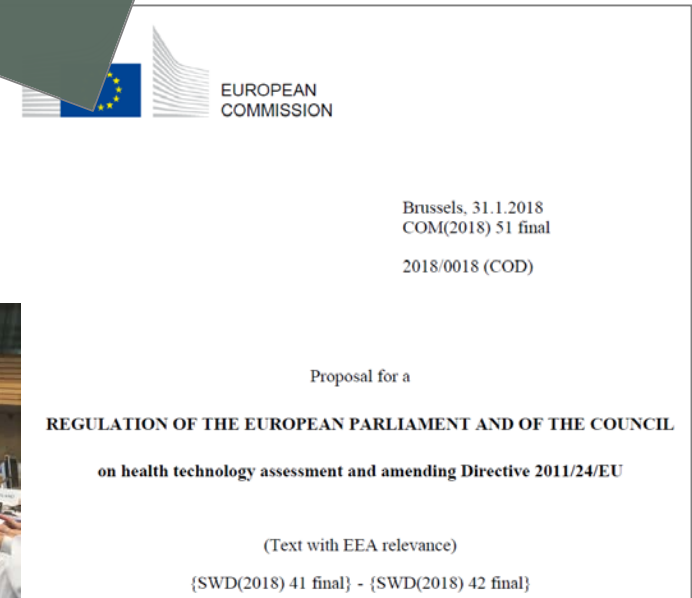 EUROPEAN
COMMISSION
Brussels, 31.1.2018
COM(2018) 51 final
2018/0018 (COD)
Proposal for a
REGULATION OF THE EUROPEAN PARLIAMENT AND OF THE COUNCIL
on health technology assessment and amending Directive 2011/24/EU
(Text with EEA relevance)
{SWD(2018) 41 final} - {SWD(2018) 42 final}